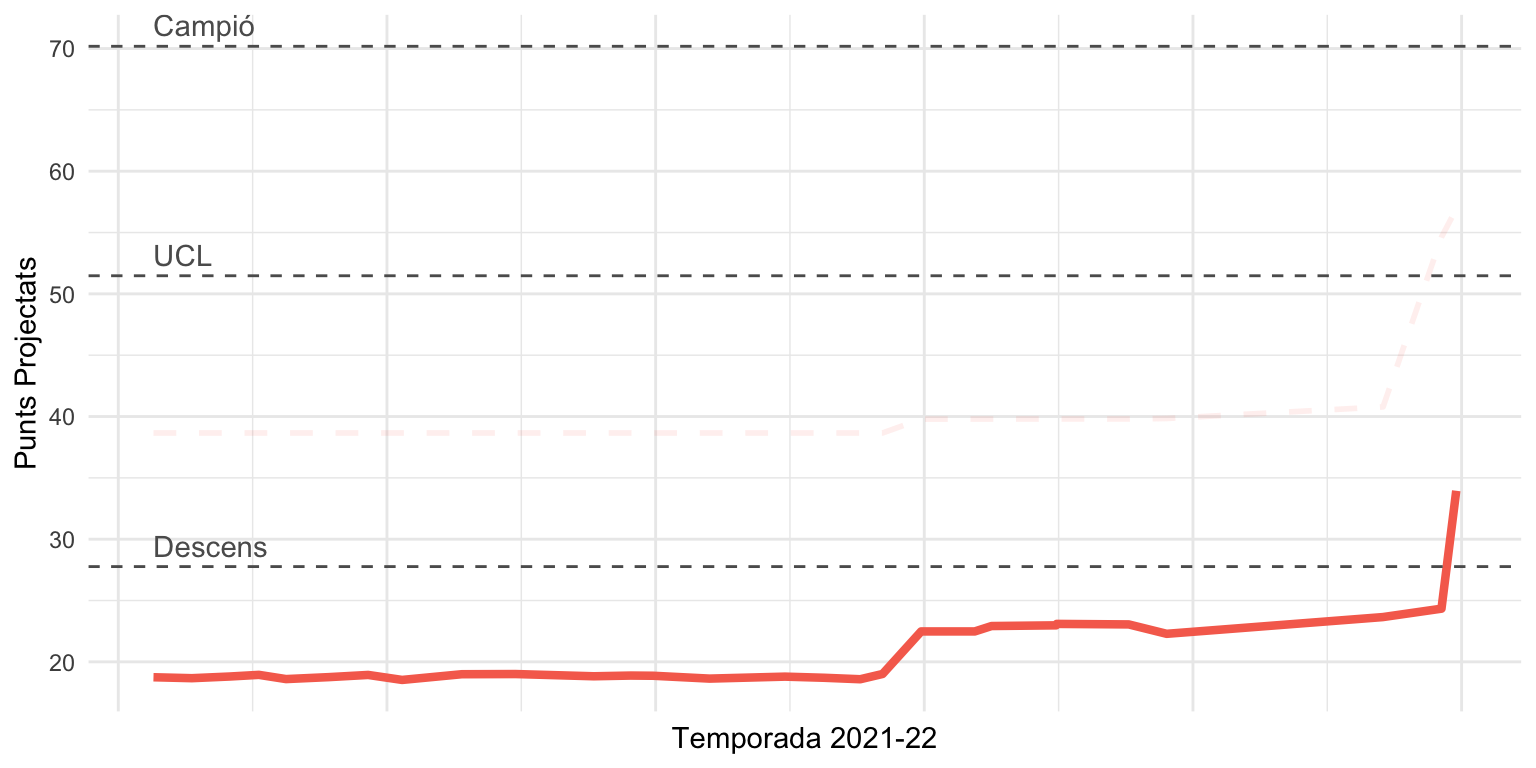 Campió
70
60
UCL
50
Punts Projectats
40
30
Descens
20
Temporada 2021-22